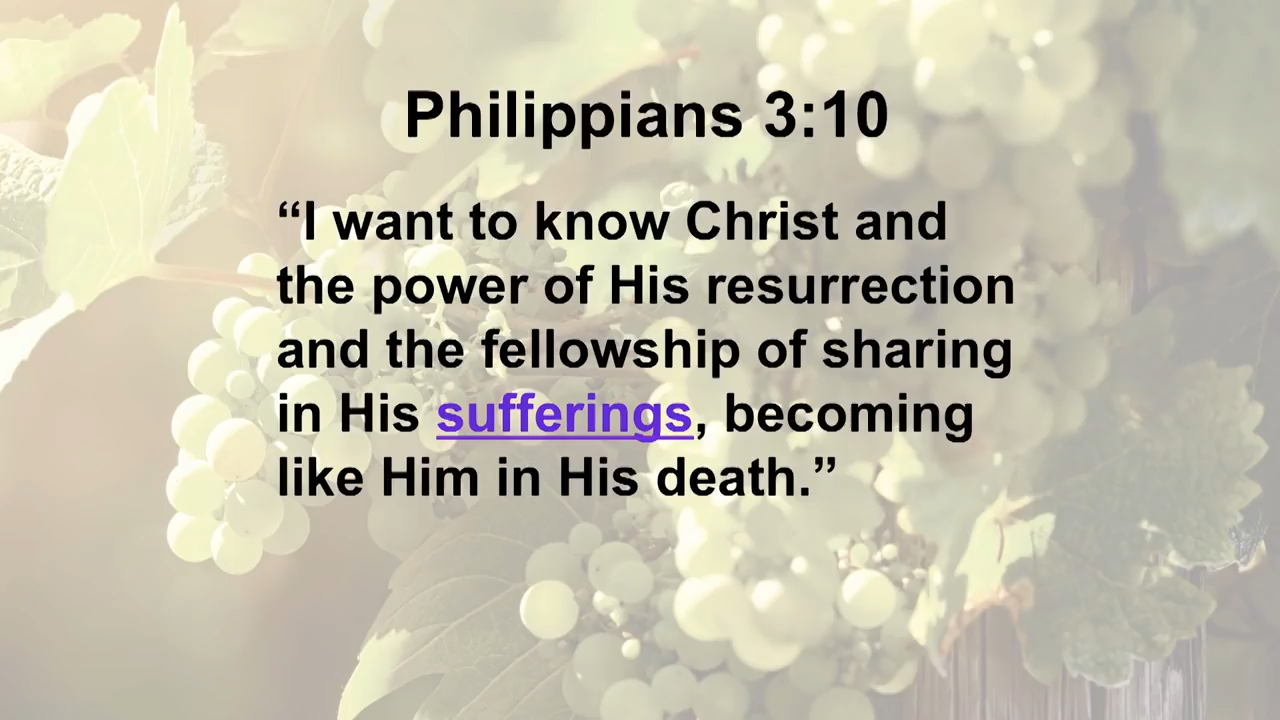 Philippians 3:10
“I want to know Christ and
the power of His resurrection
and the fellowship of sharing
in His sufferings, becoming
like Him in His death.”